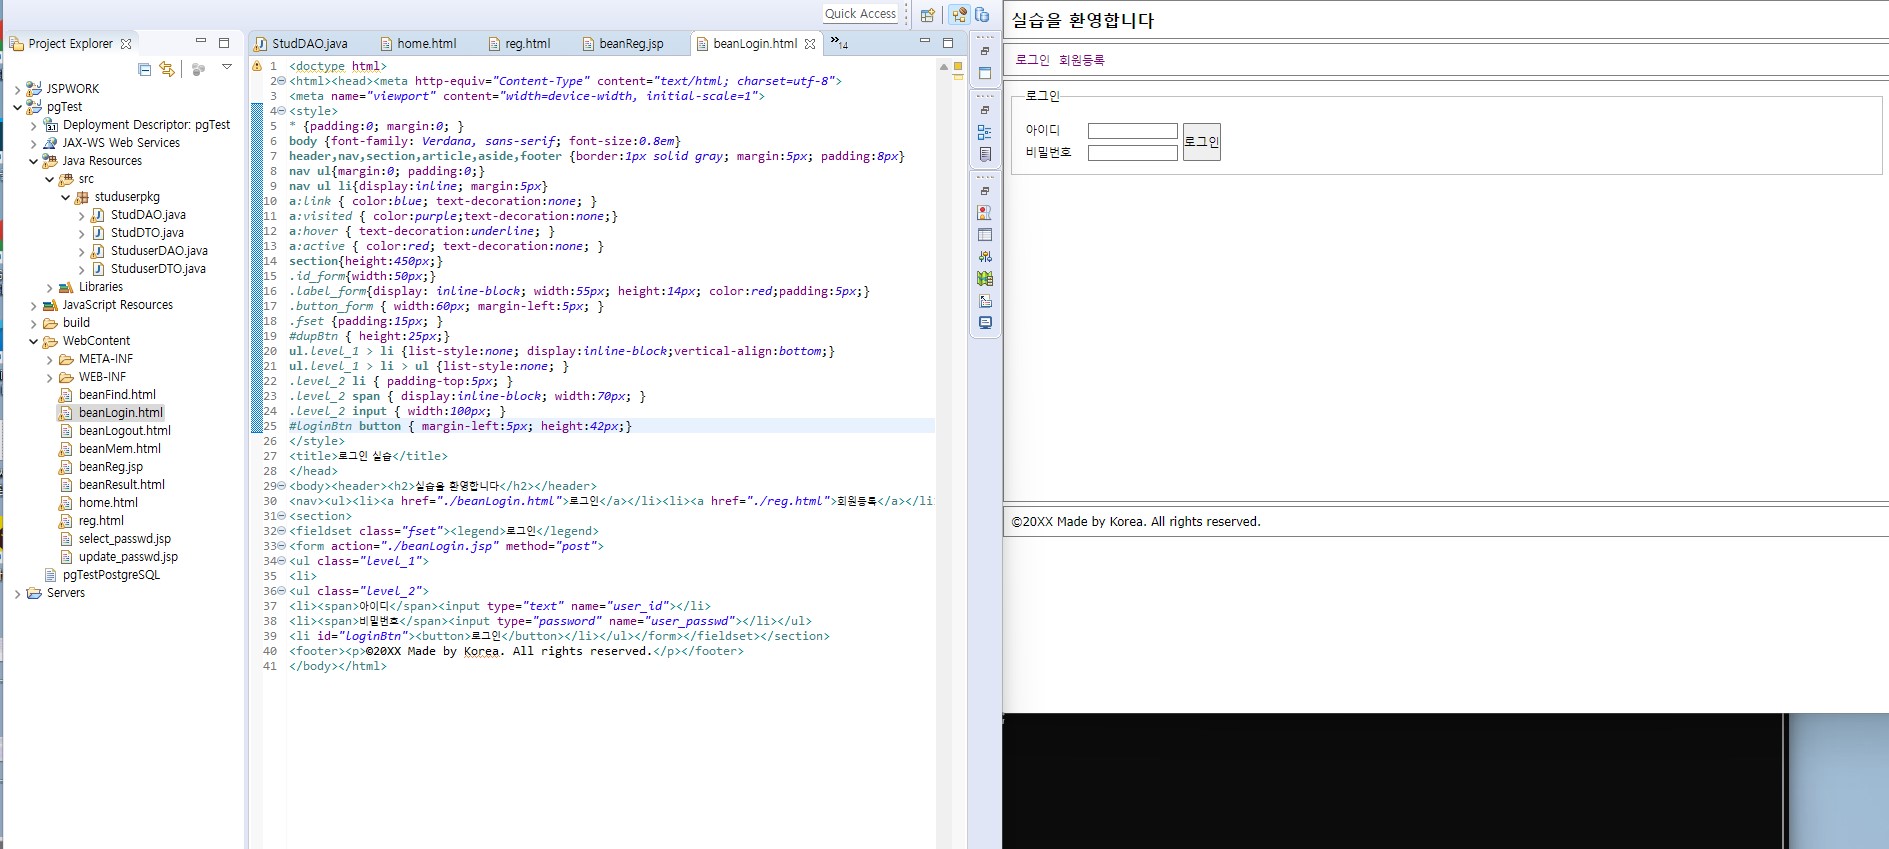 Quick Access
Project Explorer
JSPWORK
pgTest
Deployment Descriptor: pgTest
JAX-WS Web Services
Java Resources
src
studuserpkg
StudDAO.java
StudDTO.java
StuduserDAO.java
StuduserDTO.java
Libraries
JavaScript Resources
build
WebContent
META-INF
WEB-INF
beanFind.html
beanLogin.html
beanLogout.html
beanMem.html
beanReg.jsp
beanResult.html
home.html
reg.html
select_passwd.jsp
update_passwd.jsp
pgTestPostgreSQL
Servers
StudDAO.java home.html reg.html beanReg.jsp beanLogin.html »14
1 <doctype html>
2 <html><head><meta http-equiv="Content-Type" content="text/html; charset=utf-8">
3 <meta name="viewport" content="width=device-width, initial-scale=1">
4 <style>
5 * {padding:0; margin:0; }
6 body {font-family: Verdana, sans-serif; font-size:0.8em}
7 header,nav,section,article,aside,footer {border:1px solid gray; margin:5px; padding:8px}
8 nav ul{margin:0; padding:0;}
9 nav ul li{display:inline; margin:5px}
10 a:link { color:blue; text-decoration:none; }
11 a:visited { color:purple;text-decoration:none;}
12 a:hover { text-decoration:underline; }
13 a:active { color:red; text-decoration:none; }
14 section{height:450px;}
15 .id_form{width:50px;}
16 .label_form{display: inline-block; width:55px; height:14px; color:red;padding:5px;}
17 .button_form { width:60px; margin-left:5px; }
18 .fset {padding:15px; }
19 #dupBtn { height:25px;}
20 ul.level_1 > li {list-style:none; display:inline-block;vertical-align:bottom;}
21 ul.level_1 > li > ul {list-style:none; }
22 .level_2 li { padding-top:5px; }
23 .level_2 span { display:inline-block; width:70px; }
24 .level_2 input { width:100px; }
25 #loginBtn button { margin-left:5px; height:42px;}
26 </style>
27 <title>로그인 실습</title>
28 </head>
29 <body><header><h2>실습을 환영합니다</h2></header>
30 <nav><ul><li><a href="./beanLogin.html">로그인</a></li><li><a href="./reg.html">회원등록</a></li
31 <section>
32 <fieldset class="fset"><legend>로그인</legend>
33 <form action="./beanLogin.jsp" method="post">
34 <ul class="level_1">
35 <li>
36 <ul class="level_2">
37 <li><span>아이디</span><input type="text" name="user_id"></li>
38 <li><span>비밀번호</span><input type="password" name="user_passwd"></li></ul>
39 <li id="loginBtn"><button>로그인</button></li></ul></form></fieldset></section>
40 <footer><p>©20XX Made by Korea. All rights reserved.</p></footer>
41 </body></html>
실습을 환영합니다
로그인 회원등록
로그인
아이디
비밀번호
로그인
©20XX Made by Korea. All rights reserved.